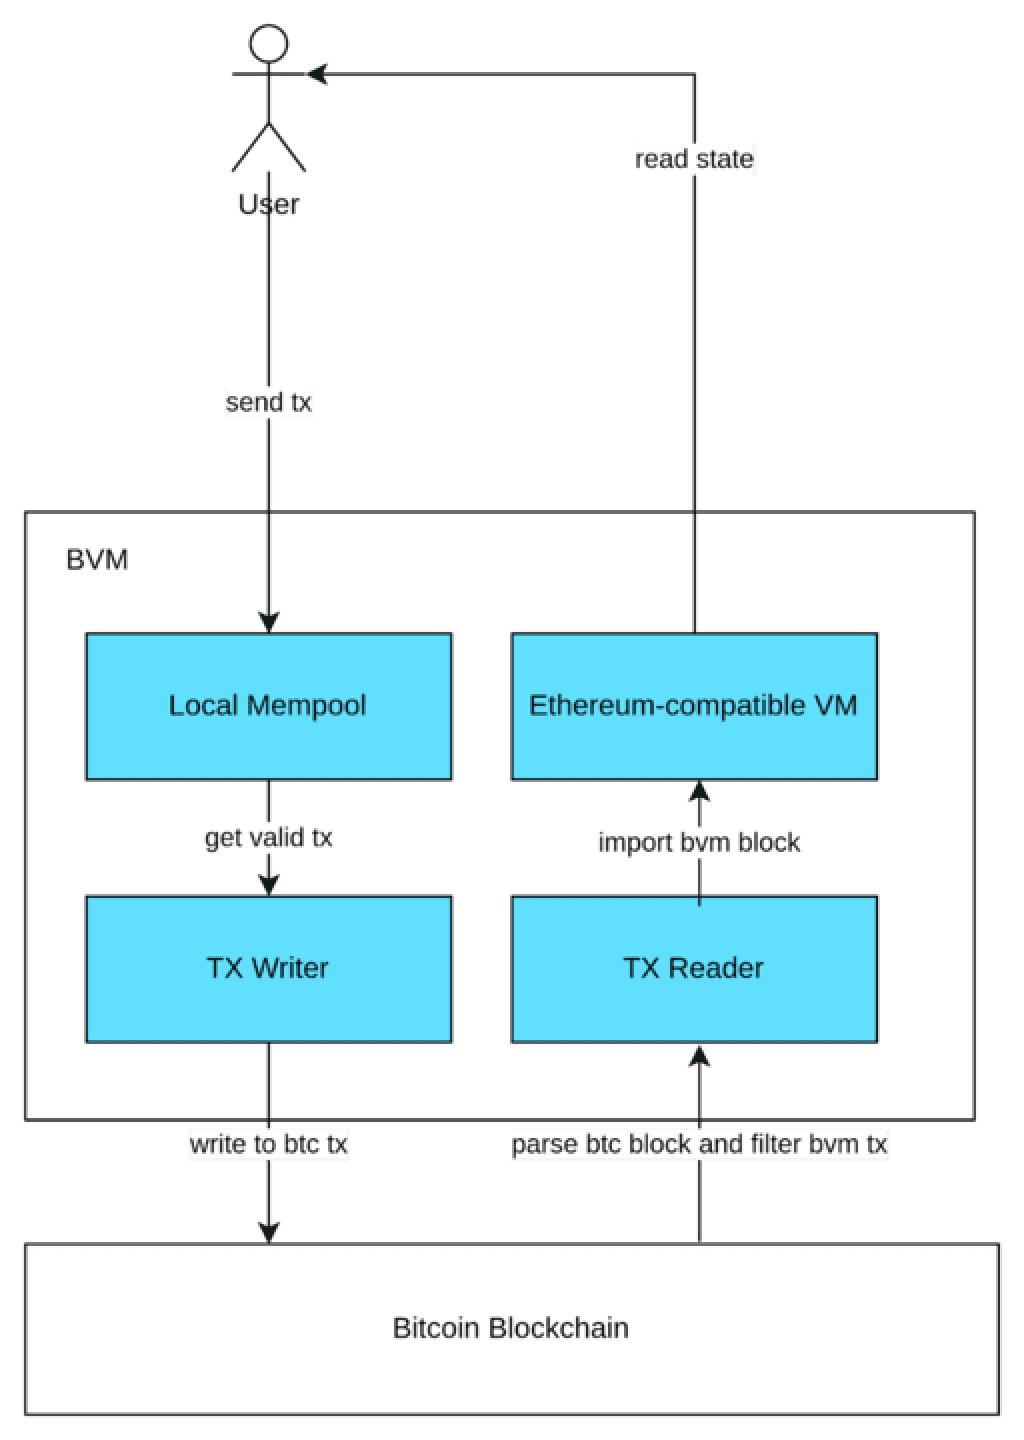 read state
User
send tx
BVM
Local Mempool
Ethereum-compatible VM
get valid tx
import bvm block
TX Writer
TX Reader
write to btc tx
parse btc block and filter bvm tx
Bitcoin Blockchain